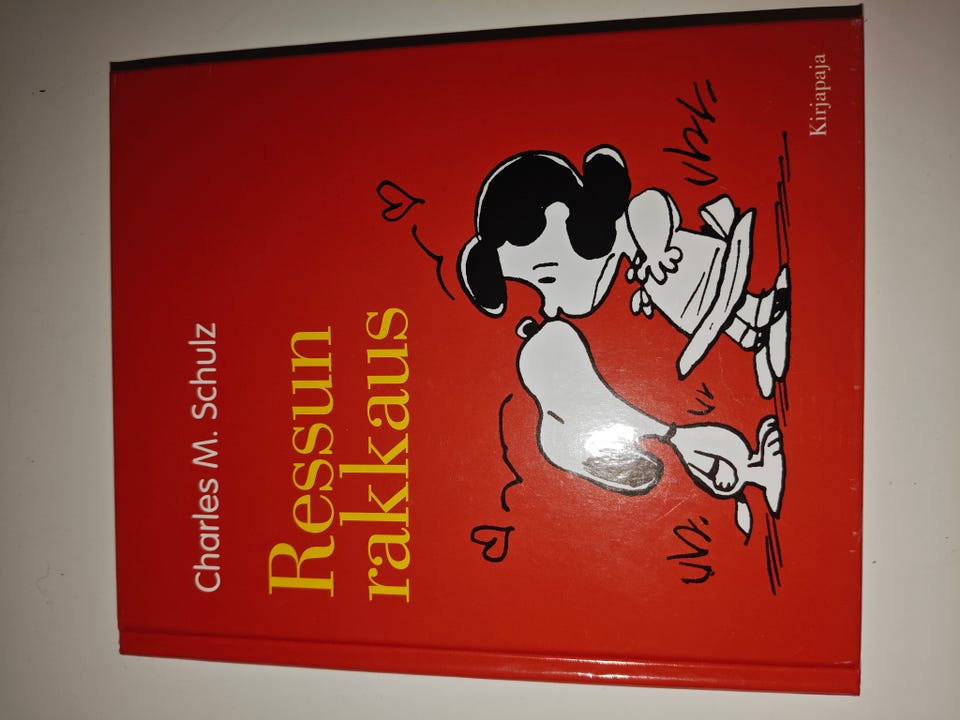 Charles M. Schulz
Ressun
rakkaus
Kirjapaja